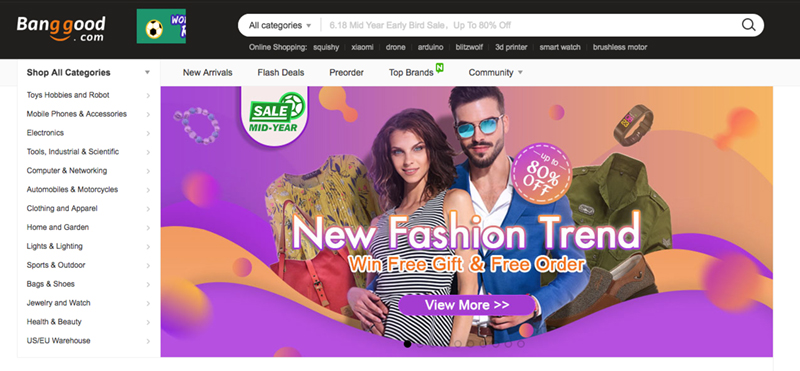 Banggood
.com
WO
R
All categories
6.18 Mid Year Early Bird Sale, Up To 80% Off
Online Shopping: squishy xiaomi drone arduino blitzwolf 3d printer smart watch brushless motor
Shop All Categories
New Arrivals Flash Deals Preorder Top Brands N Community
Toys Hobbies and Robot
Mobile Phones & Accessories
Electronics
Tools, Industrial & Scientific
Computer & Networking
Automobiles & Motorcycles
Clothing and Apparel
Home and Garden
Lights & Lighting
Sports & Outdoor
Bags & Shoes
Jewelry and Watch
Health & Beauty
US/EU Warehouse
SALE
MID-YEAR
up to
80%
OFF
New Fashion Trend
Win Free Gift & Free Order
View More >>